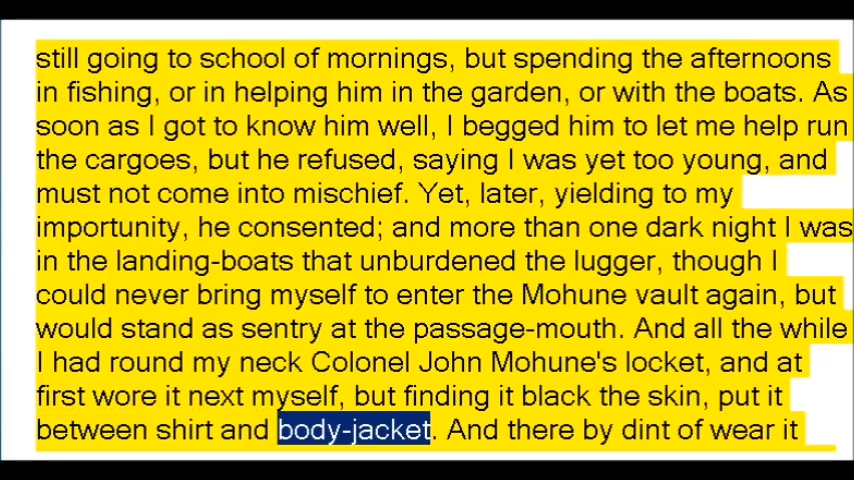 still going to school of mornings, but spending the afternoons
in fishing, or in helping him in the garden, or with the boats. As
soon as I got to know him well, I begged him to let me help run
the cargoes, but he refused, saying I was yet too young, and
must not come into mischief. Yet, later, yielding to my
importunity, he consented; and more than one dark night I was
in the landing-boats that unburdened the lugger, though I
could never bring myself to enter the Mohune vault again, but
would stand as sentry at the passage-mouth. And all the while
I had round my neck Colonel John Mohune's locket, and at
first wore it next myself, but finding it black the skin, put it
between shirt and body-jacket. And there by dint of wear it